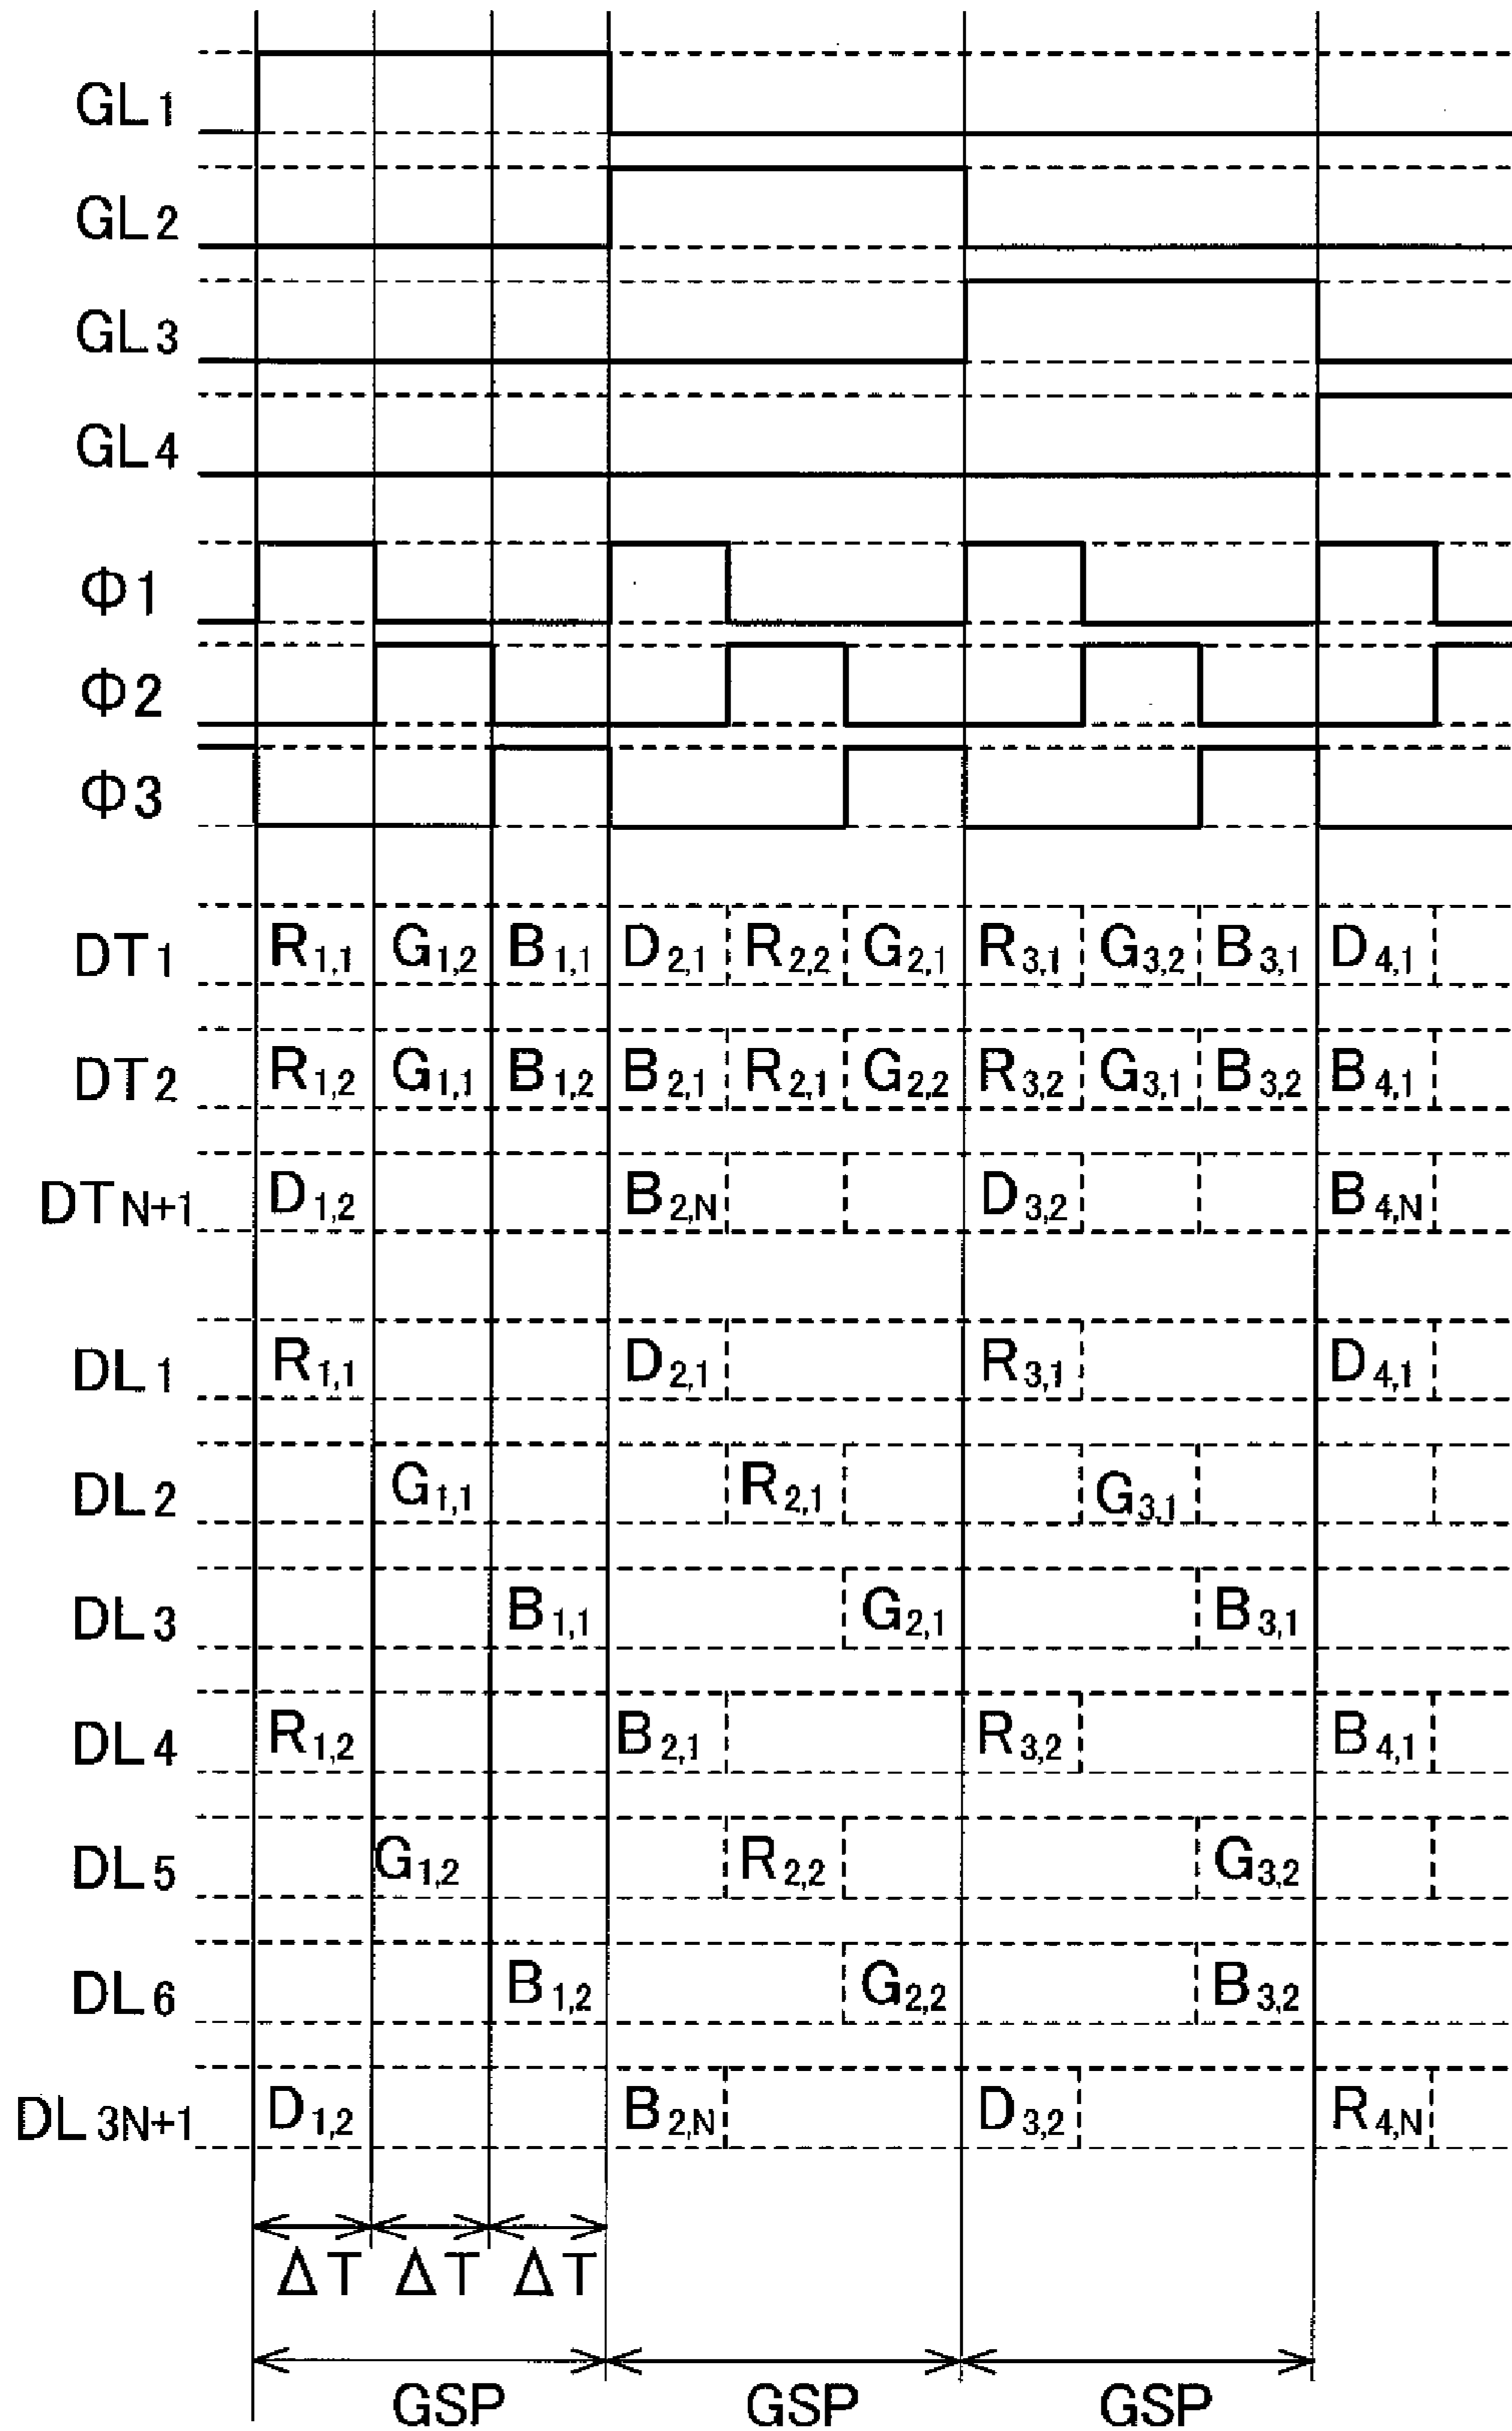 GL1
GL2
GL3
GL4
Φ1
Φ2
Φ3
DT1 R1,1 G1,2 B1,1 D2,1 R2,2 G2,1 R3,1 G3,2 B3,1 D4,1
DT2 R1,2 G1,1 B1,2 B2,1 R2,1 G2,2 R3,2 G3,1 B3,2 B4,1
DTN+1 D1,2 B2,N D3,2 B4,N
DL1 R1,1 D2,1 R3,1 D4,1
DL2 G1,1 R2,1 G3,1
DL3 B1,1 G2,1 B3,1
DL4 R1,2 B2,1 R3,2 B4,1
DL5 G1,2 R2,2 G3,2
DL6 B1,2 G2,2 B3,2
DL3N+1 D1,2 B2,N D3,2 R4,N
ΔT ΔT ΔT
GSP GSP GSP